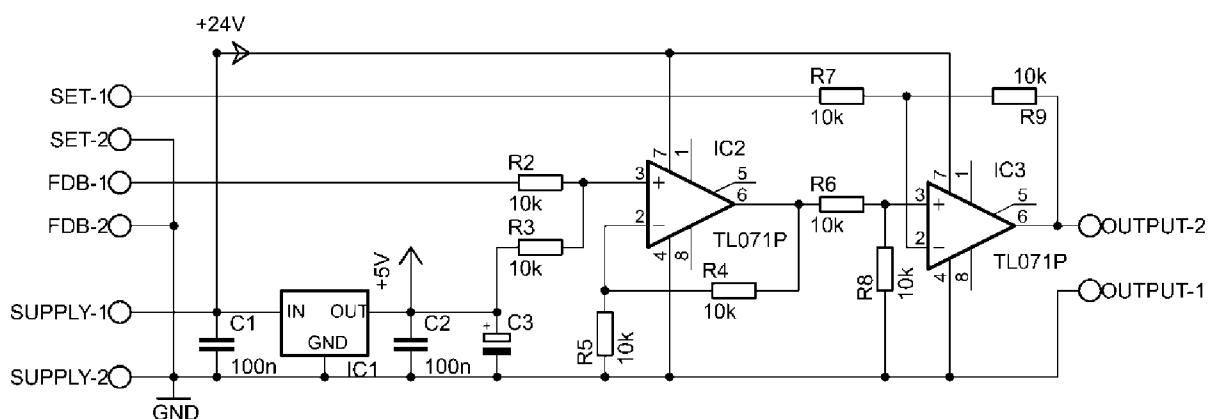 +24V
SET-1
SET-2
FDB-1
FDB-2
SUPPLY-1
SUPPLY-2
GND
C1
100n
IN OUT
GND
IC1
+5V
C2
100n
+
C3
R2
10k
R3
10k
R5
10k
R4
10k
3
+
2
−
7
1
IC2
5
6
4
8
TL071P
R6
10k
R7
10k
10k
R9
R8
10k
3
+
2
−
7
1
IC3
5
6
4
8
TL071P
OUTPUT-2
OUTPUT-1